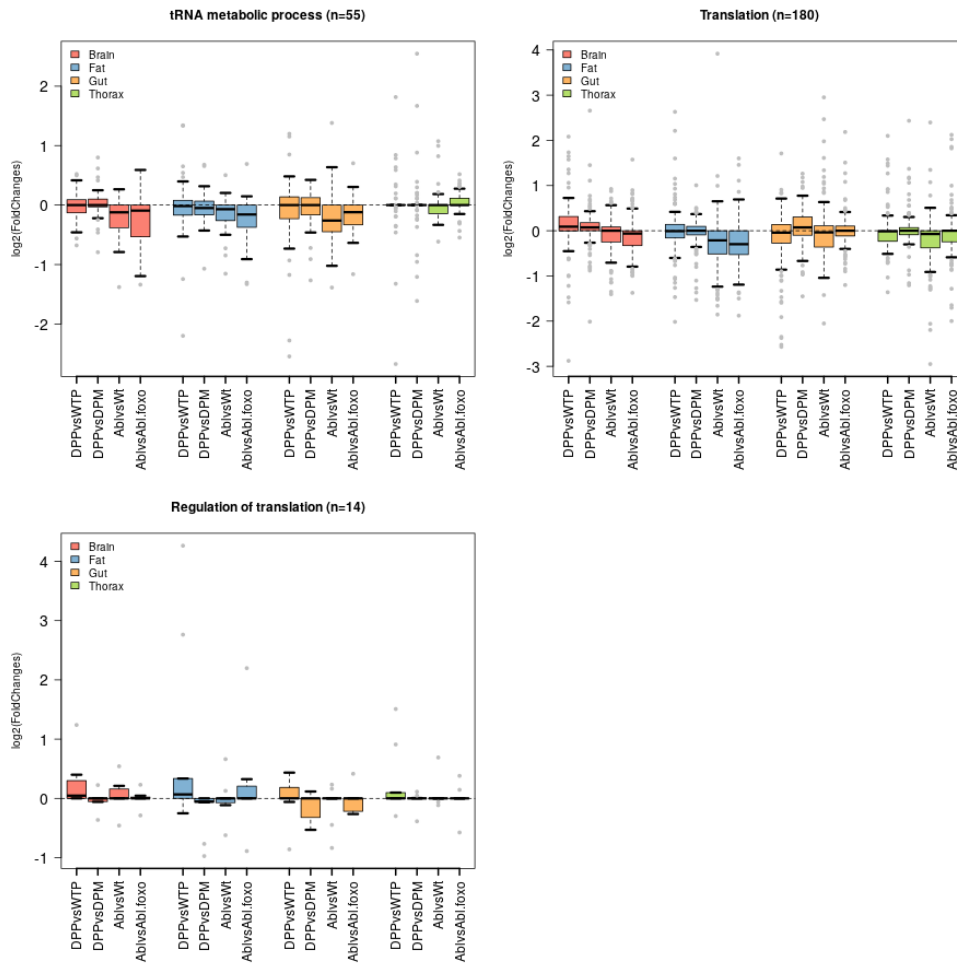 tRNA metabolic process (n=55)
log2(FoldChanges)
2
1
0
-1
-2
Brain
Fat
Gut
Thorax
DPPvsWTP
DPPvsDPM
AblvsWt
AblvsAbl.foxo
DPPvsWTP
DPPvsDPM
AblvsWt
AblvsAbl.foxo
DPPvsWTP
DPPvsDPM
AblvsWt
AblvsAbl.foxo
DPPvsWTP
DPPvsDPM
AblvsWt
AblvsAbl.foxo
Translation (n=180)
log2(FoldChanges)
4
3
2
1
0
-1
-2
-3
Brain
Fat
Gut
Thorax
DPPvsWTP
DPPvsDPM
AblvsWt
AblvsAbl.foxo
DPPvsWTP
DPPvsDPM
AblvsWt
AblvsAbl.foxo
DPPvsWTP
DPPvsDPM
AblvsWt
AblvsAbl.foxo
DPPvsWTP
DPPvsDPM
AblvsWt
AblvsAbl.foxo
Regulation of translation (n=14)
log2(FoldChanges)
4
3
2
1
0
-1
Brain
Fat
Gut
Thorax
DPPvsWTP
DPPvsDPM
AblvsWt
AblvsAbl.foxo
DPPvsWTP
DPPvsDPM
AblvsWt
AblvsAbl.foxo
DPPvsWTP
DPPvsDPM
AblvsWt
AblvsAbl.foxo
DPPvsWTP
DPPvsDPM
AblvsWt
AblvsAbl.foxo